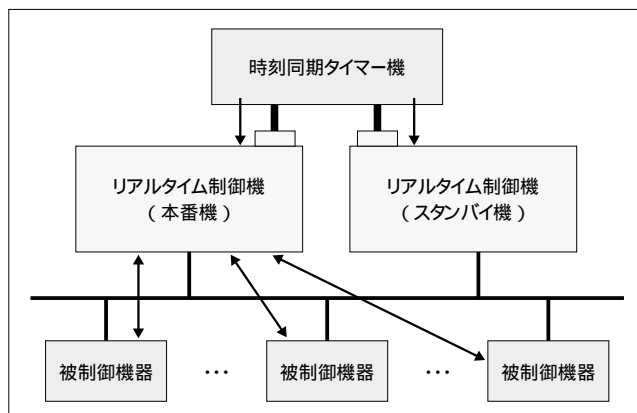 時刻同期タイマー機
リアルタイム制御機
（本番機）
リアルタイム制御機
（スタンバイ機）
被制御機器
…
被制御機器
…
被制御機器